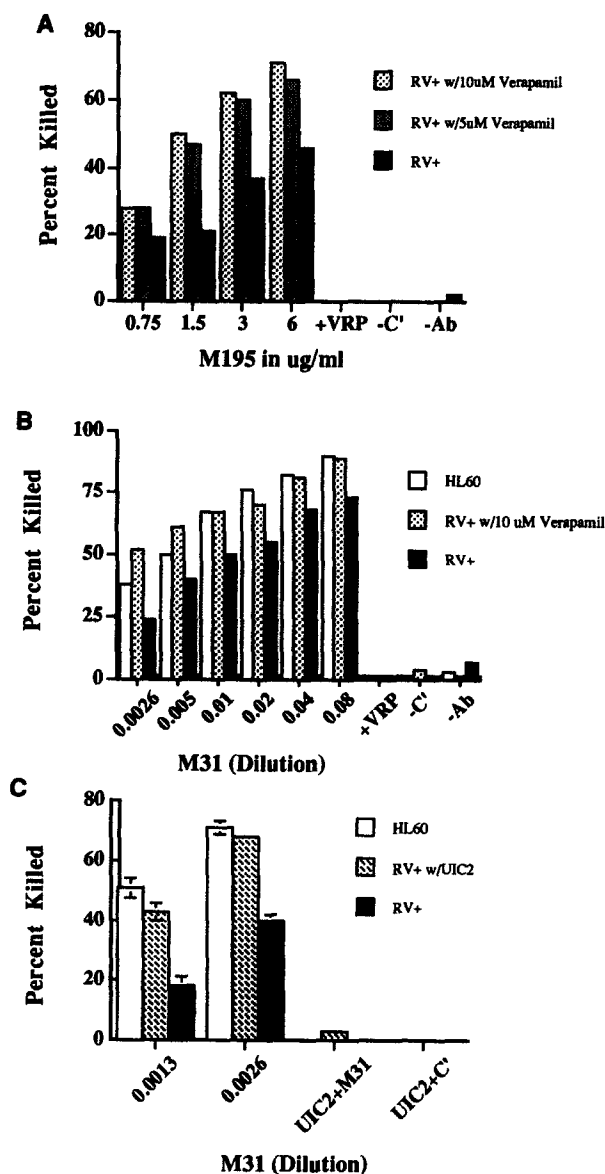 A
80
60
40
20
0
Percent Killed
RV+ w/10uM Verapamil
RV+ w/5uM Verapamil
RV+
0.75 1.5 3 6 +VRP -C' -Ab
M195 in ug/ml
B
100
75
50
25
0
Percent Killed
HL60
RV+ w/10 uM Verapamil
RV+
0.0026 0.005 0.01 0.02 0.04 0.08 +VRP -C' -Ab
M31 (Dilution)
C
80
60
40
20
0
Percent Killed
HL60
RV+ w/UIC2
RV+
0.0013 0.0026 UIC2+M31 UIC2+C'
M31 (Dilution)